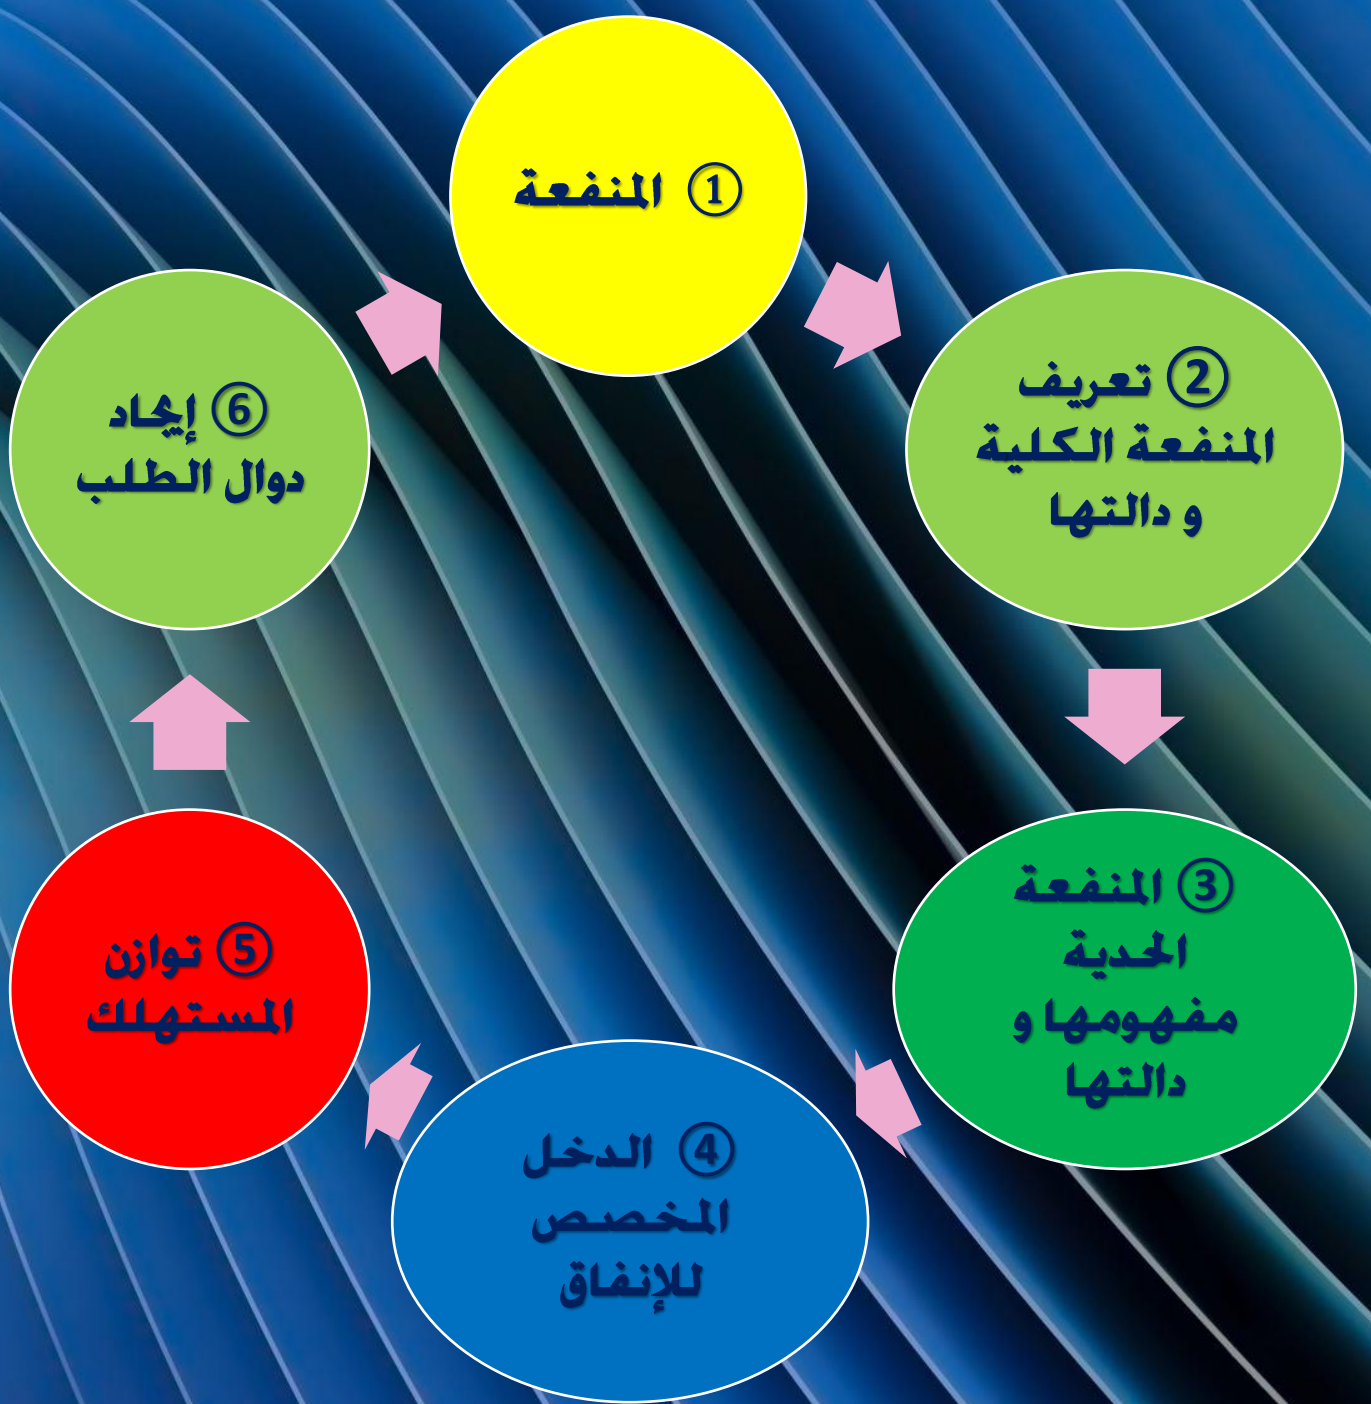 ① المنفعة
② تعريف
المنفعة الكلية
و دالتها
③ المنفعة
الحدية
مفهومها و
دالتها
④ الدخل
المخصص
للإنفاق
⑤ توازن
المستهلك
⑥ إيجاد
دوال الطلب